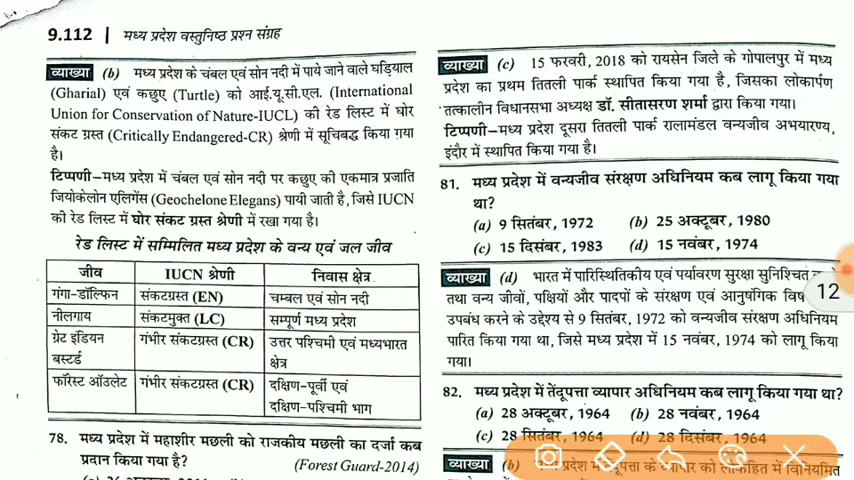 9.112 | मध्य प्रदेश वस्तुनिष्ठ प्रश्न संग्रह
व्याख्या (b) मध्य प्रदेश के चंबल एवं सोन नदी में पाये जाने वाले घड़ियाल
(Gharial) एवं कछुए (Turtle) को आई.यू.सी.एल. (International
Union for Conservation of Nature-IUCL) की रेड लिस्ट में घोर
संकट ग्रस्त (Critically Endangered-CR) श्रेणी में सूचिबद्ध किया गया
है।
टिप्पणी–मध्य प्रदेश में चंबल एवं सोन नदी पर कछुए की एकमात्र प्रजाति
जियोकेलोन एलिगेंस (Geochelone Elegans) पायी जाती है, जिसे IUCN
की रेड लिस्ट में घोर संकट ग्रस्त श्रेणी में रखा गया है।
रेड लिस्ट में सम्मिलित मध्य प्रदेश के वन्य एवं जल जीव
जीव IUCN श्रेणी निवास क्षेत्र
गंगा-डॉल्फिन संकटग्रस्त (EN) चम्बल एवं सोन नदी
नीलगाय संकटमुक्त (LC) सम्पूर्ण मध्य प्रदेश
ग्रेट इंडियन गंभीर संकटग्रस्त (CR) उत्तर पश्चिमी एवं मध्यभारत
बस्टर्ड क्षेत्र
फॉरेस्ट ऑउलेट गंभीर संकटग्रस्त (CR) दक्षिण-पूर्वी एवं
दक्षिण-पश्चिमी भाग
78. मध्य प्रदेश में महाशीर मछली को राजकीय मछली का दर्जा कब
प्रदान किया गया है? (Forest Guard-2014)
व्याख्या (c) 15 फरवरी, 2018 को रायसेन जिले के गोपालपुर में मध्य
प्रदेश का प्रथम तितली पार्क स्थापित किया गया है, जिसका लोकार्पण
तत्कालीन विधानसभा अध्यक्ष डॉ. सीतासरण शर्मा द्वारा किया गया।
टिप्पणी–मध्य प्रदेश दूसरा तितली पार्क रालामंडल वन्यजीव अभयारण्य,
इंदौर में स्थापित किया गया है।
81. मध्य प्रदेश में वन्यजीव संरक्षण अधिनियम कब लागू किया गया
था?
(a) 9 सितंबर, 1972 (b) 25 अक्टूबर, 1980
(c) 15 दिसंबर, 1983 (d) 15 नवंबर, 1974
व्याख्या (d) भारत में पारिस्थितिकीय एवं पर्यावरण सुरक्षा सुनिश्चित
तथा वन्य जीवों, पक्षियों और पादपों के संरक्षण एवं आनुषंगिक 12
उपबंध करने के उद्देश्य से 9 सितंबर, 1972 को वन्यजीव संरक्षण अधिनियम
पारित किया गया था, जिसे मध्य प्रदेश में 15 नवंबर, 1974 को लागू किया
गया।
82. मध्य प्रदेश में तेंदूपत्ता व्यापार अधिनियम कब लागू किया गया था?
(a) 28 अक्टूबर, 1964 (b) 28 नवंबर, 1964
(c) 28 सितंबर, 1964 (d) 28 दिसंबर, 1964
व्याख्या (b) प्रदेश के व्यापार को लोकहित में विनियमित